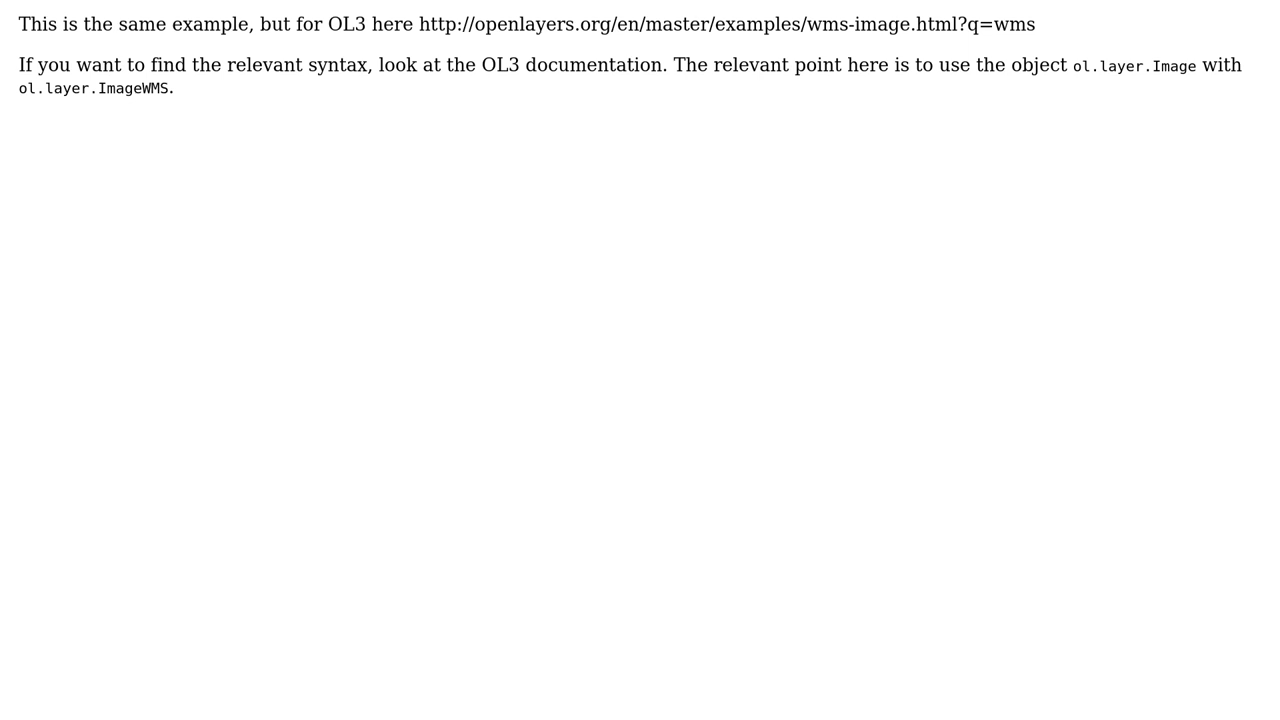 This is the same example, but for OL3 here http://openlayers.org/en/master/examples/wms-image.html?q=wms
If you want to find the relevant syntax, look at the OL3 documentation. The relevant point here is to use the object ol.layer.Image with
ol.layer.ImageWMS.